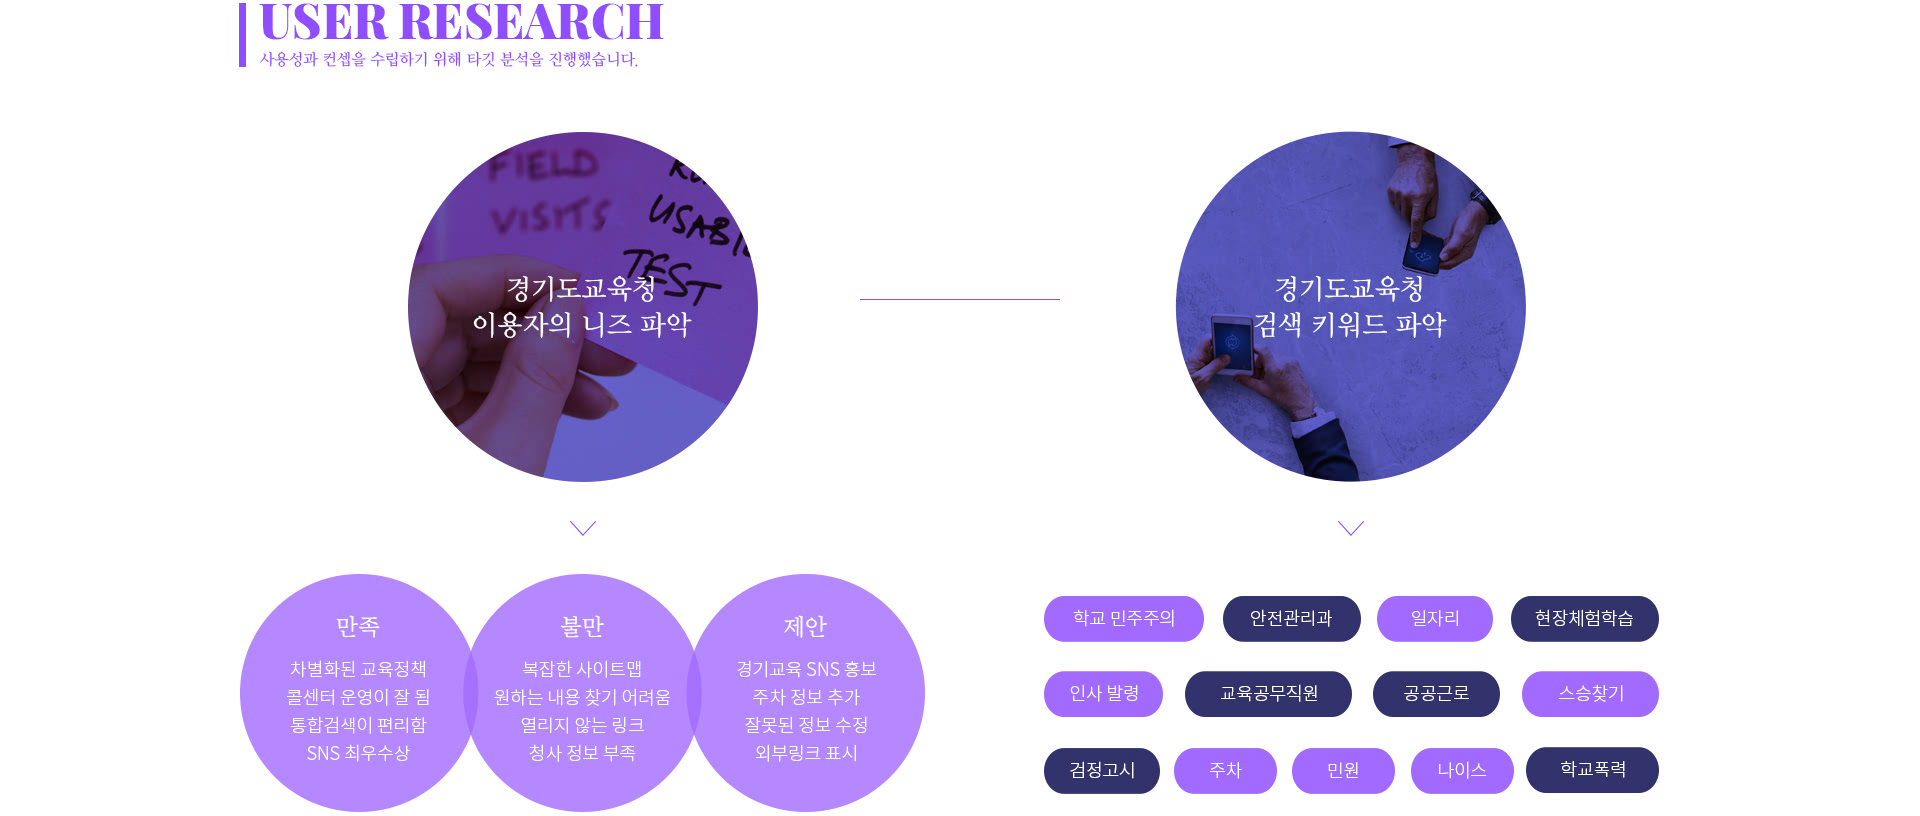 USER RESEARCH
사용성과 컨셉을 수립하기 위해 타깃 분석을 진행했습니다.
FIELD
VISITS
USABI
TEST
경기도교육청
이용자의 니즈 파악
경기도교육청
검색 키워드 파악
만족
차별화된 교육정책
콜센터 운영이 잘 됨
통합검색이 편리함
SNS 최우수상
불만
복잡한 사이트맵
원하는 내용 찾기 어려움
열리지 않는 링크
청사 정보 부족
제안
경기교육 SNS 홍보
주차 정보 추가
잘못된 정보 수정
외부링크 표시
학교 민주주의 안전관리과 일자리 현장체험학습
인사 발령 교육공무직원 공공근로 스승찾기
검정고시 주차 민원 나이스 학교폭력